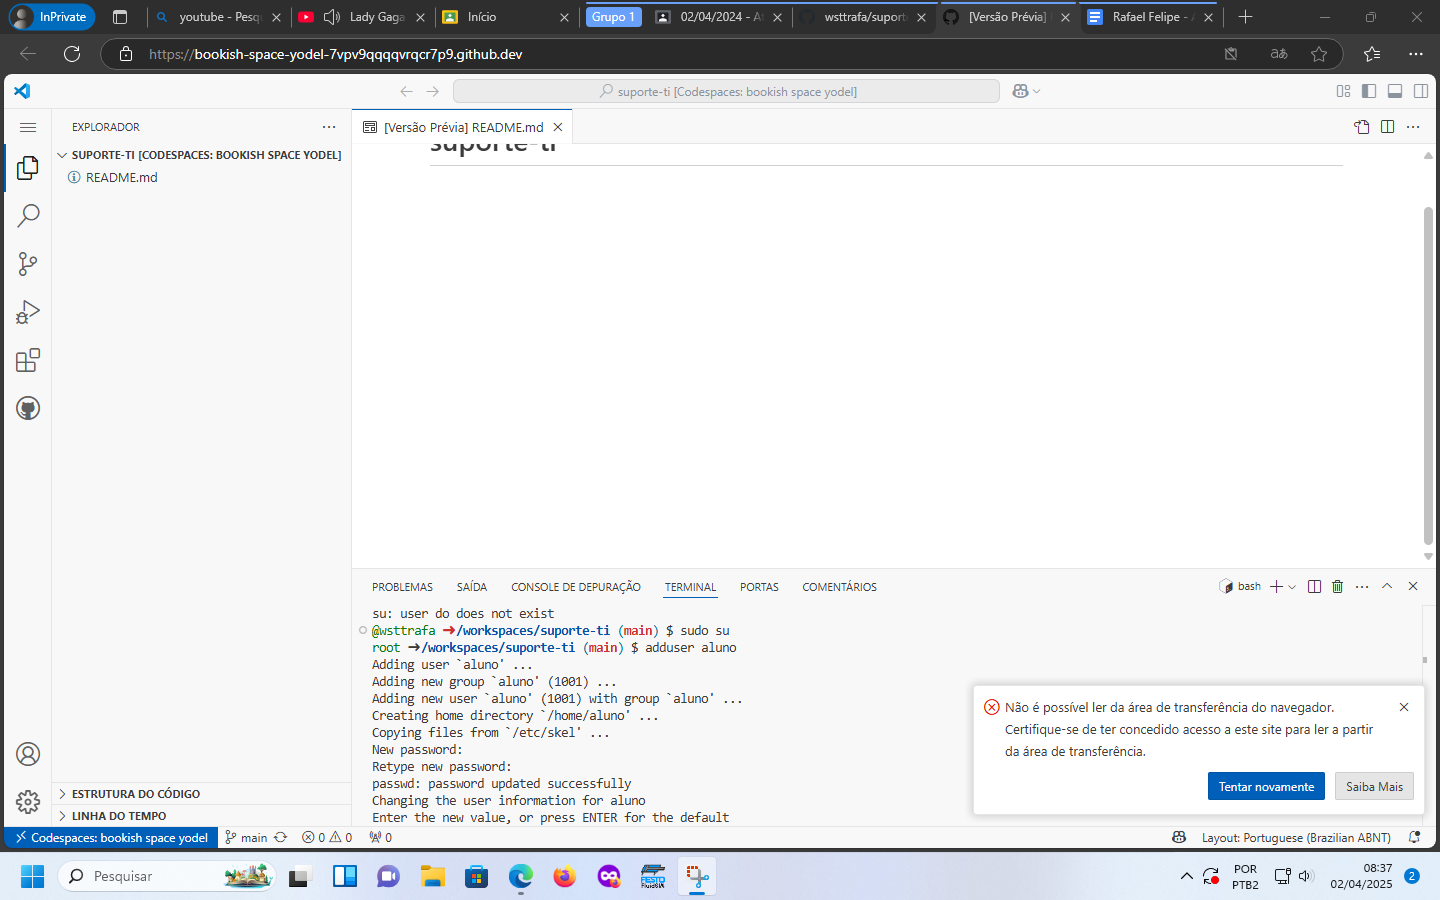 InPrivate
youtube - Pesq
Lady Gaga
Início
Grupo 1
02/04/2024 - At
wsttrafa/suport
[Versão Prévia]
Rafael Felipe - A
https://bookish-space-yodel-7vpv9qqqqvrqcr7p9.github.dev
suporte-ti [Codespaces: bookish space yodel]
EXPLORADOR
[Versão Prévia] README.md
SUPORTE-TI [CODESPACES: BOOKISH SPACE YODEL]
README.md
suporte-ti
PROBLEMAS
SAÍDA
CONSOLE DE DEPURAÇÃO
TERMINAL
PORTAS
COMENTÁRIOS
bash
su: user do does not exist
@wsttrafa ➜/workspaces/suporte-ti (main) $ sudo su
root ➜/workspaces/suporte-ti (main) $ adduser aluno
Adding user `aluno' ...
Adding new group `aluno' (1001) ...
Adding new user `aluno' (1001) with group `aluno' ...
Creating home directory `/home/aluno' ...
Copying files from `/etc/skel' ...
New password:
Retype new password:
passwd: password updated successfully
Changing the user information for aluno
Enter the new value, or press ENTER for the default
Não é possível ler da área de transferência do navegador.
Certifique-se de ter concedido acesso a este site para ler a partir
da área de transferência.
Tentar novamente
Saiba Mais
ESTRUTURA DO CÓDIGO
LINHA DO TEMPO
Codespaces: bookish space yodel
main
0
0
0
Layout: Portuguese (Brazilian ABNT)
Pesquisar
FESTO
FluidSIM
POR
PTB2
08:37
02/04/2025
2